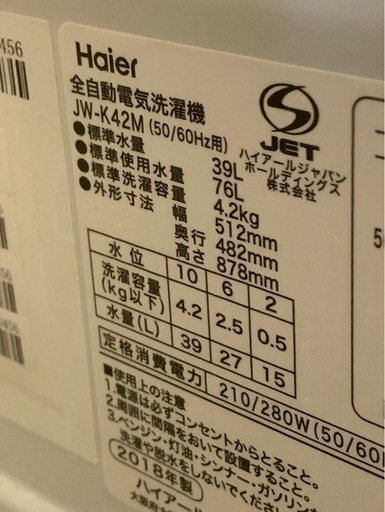 456
Haier
全自動電気洗濯機
JW-K42M (50/60Hz用)
JET
ハイアールジャパン
ホールディングス
株式会社
●標準水量 39L
●標準使用水量 76L
●標準洗濯容量 4.2kg
●外形寸法 幅 512mm
奥行 482mm
高さ 878mm
水位 10 6 2
洗濯容量(kg以下) 4.2 2.5 0.5
水量(L) 39 27 15
定格消費電力 210/280W(50/60
■使用上の注意
1.電源は必ずコンセントからとること。
2.周囲に間隔をおいて設置すること。
3.ベンジン・灯油・シンナー・ガソリン
洗濯や脱水をしないでください
2018年製
ハイアール
5